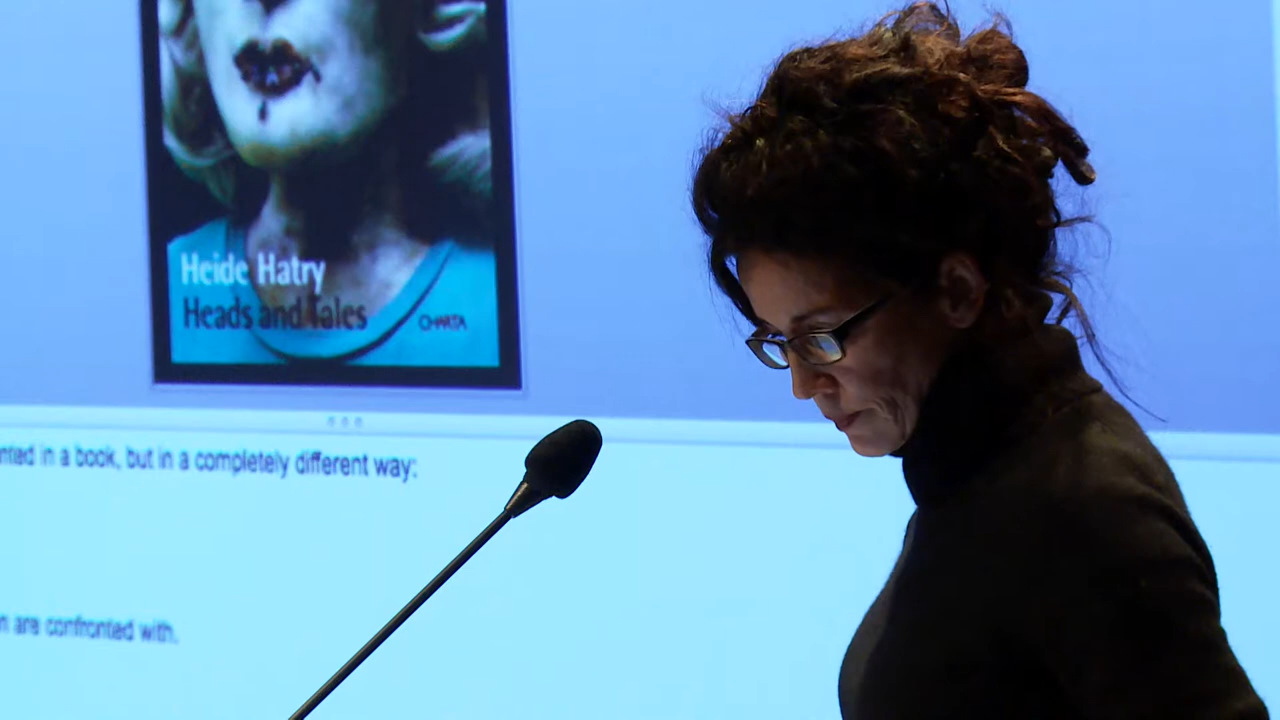 Heide Hatry
Heads and Tales
CHARTA
nted in a book, but in a completely different way:
n are confronted with.